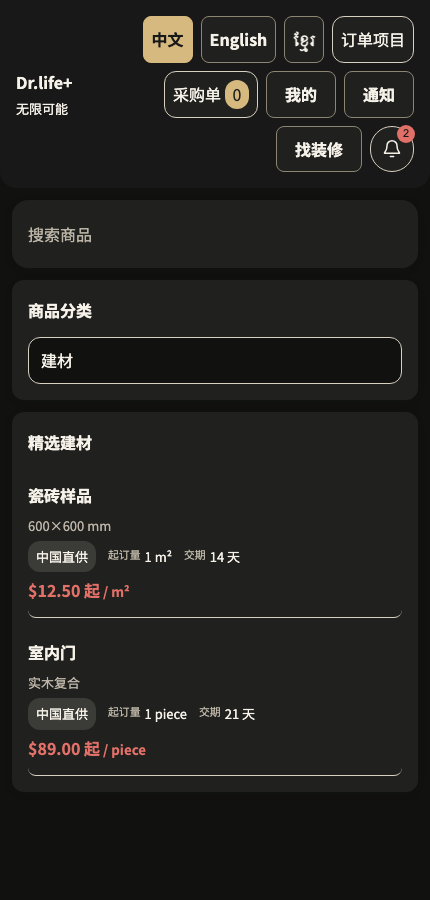 中文 English ខ្មែរ 订单项目
Dr.life+
无限可能
采购单 0 我的 通知
找装修 2
搜索商品
商品分类
建材
精选建材
瓷砖样品
600×600 mm
中国直供 起订量 1 m² 交期 14 天
$12.50 起 / m²
室内门
实木复合
中国直供 起订量 1 piece 交期 21 天
$89.00 起 / piece